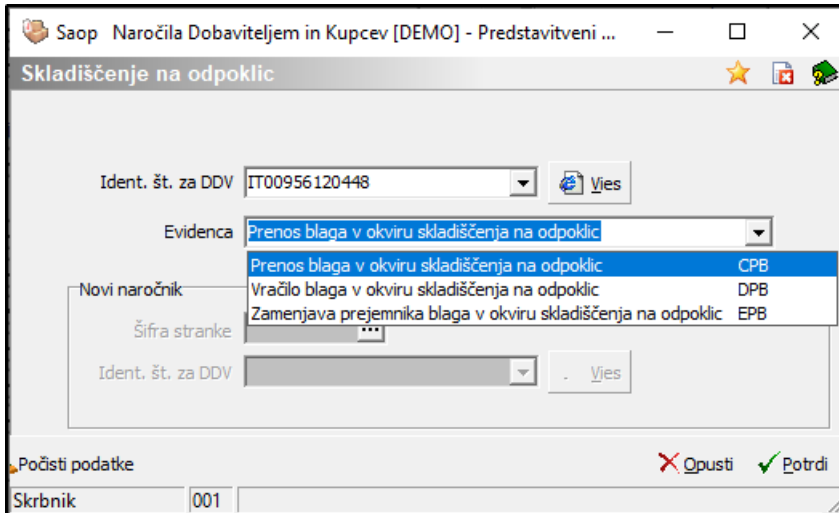 Saop Naročila Dobaviteljem in Kupcev [DEMO] - Predstavitveni ...
Skladiščenje na odpoklic
Ident. št. za DDV IT00956120448 Vies
Evidenca Prenos blaga v okviru skladiščenja na odpoklic
Prenos blaga v okviru skladiščenja na odpoklic CPB
Vračilo blaga v okviru skladiščenja na odpoklic DPB
Zamenjava prejemnika blaga v okviru skladiščenja na odpoklic EPB
Novi naročnik
Šifra stranke ...
Ident. št. za DDV . Vies
Počisti podatke Opusti Potrdi
Skrbnik 001